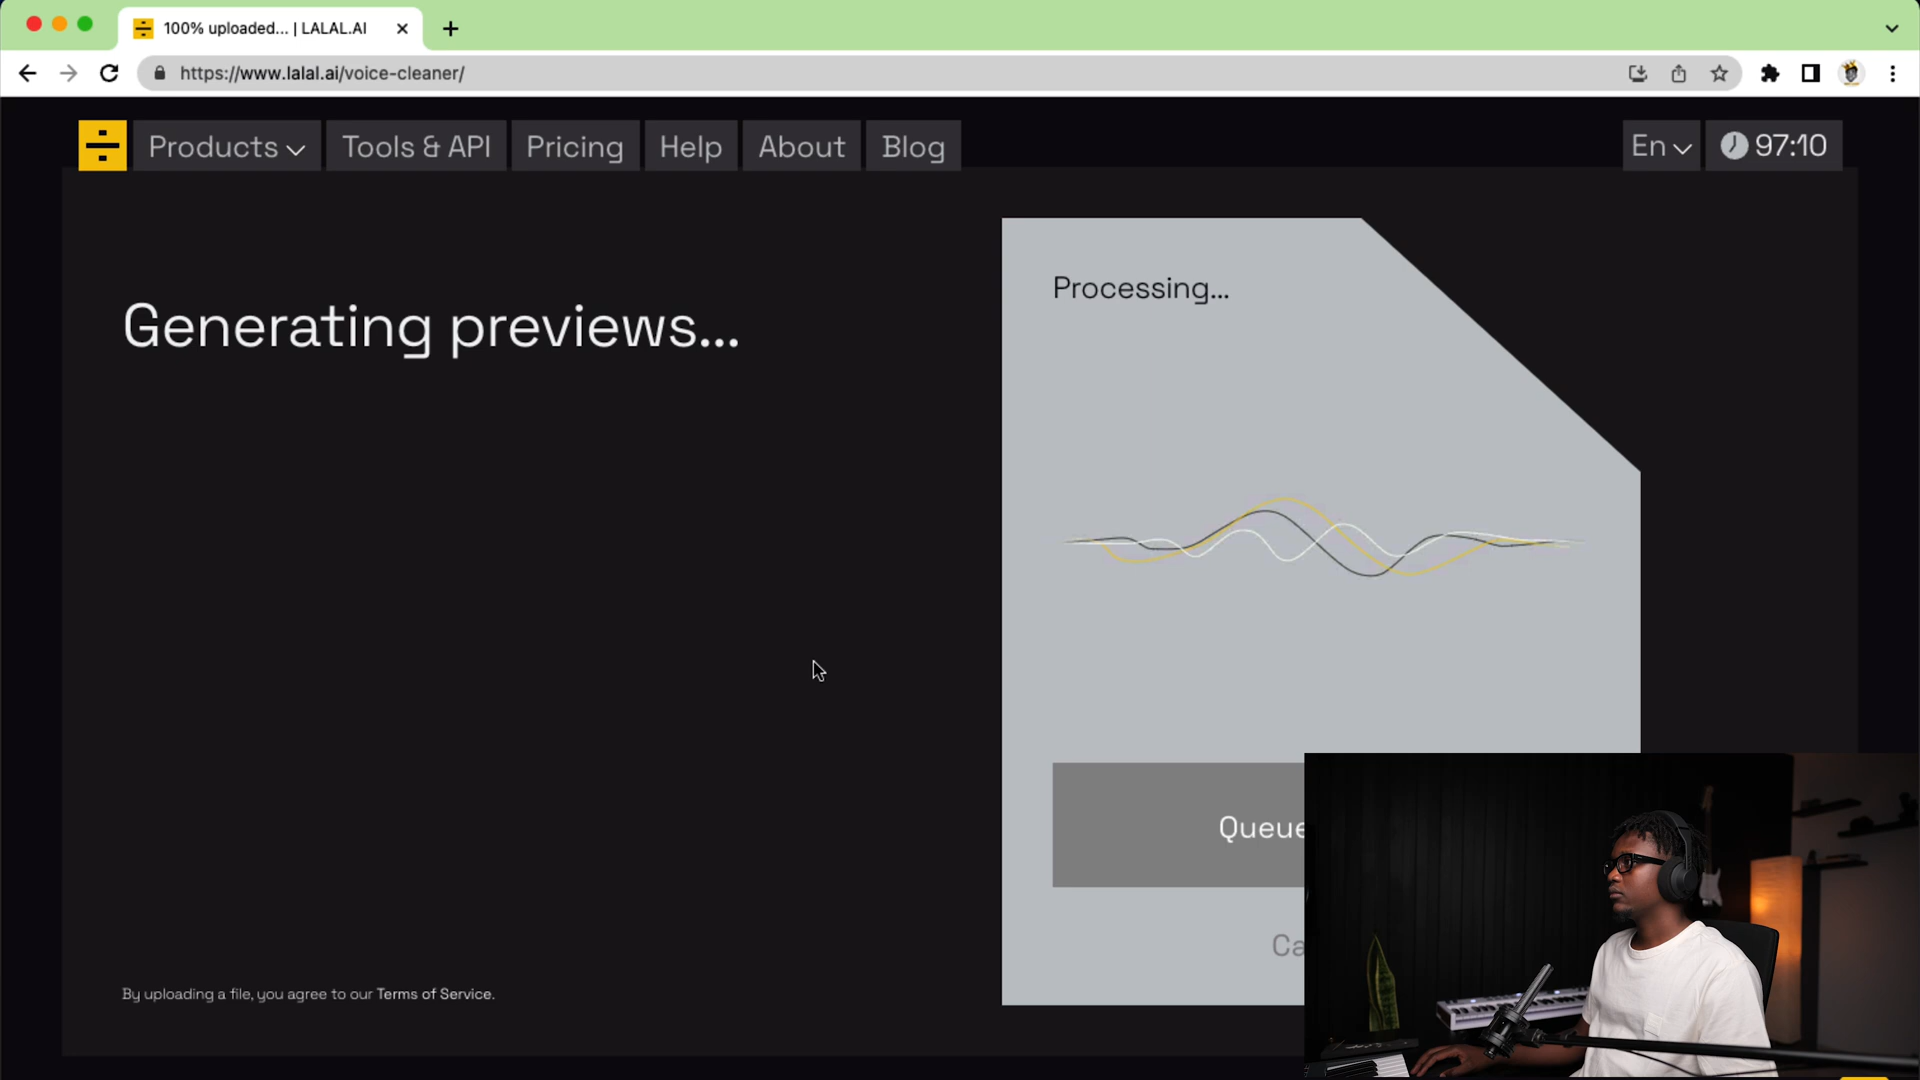 100% uploaded... | LALAL.AI
https://www.lalal.ai/voice-cleaner/
Products
Tools & API
Pricing
Help
About
Blog
En
97:10
Generating previews...
Processing...
Queue
Ca
By uploading a file, you agree to our Terms of Service.